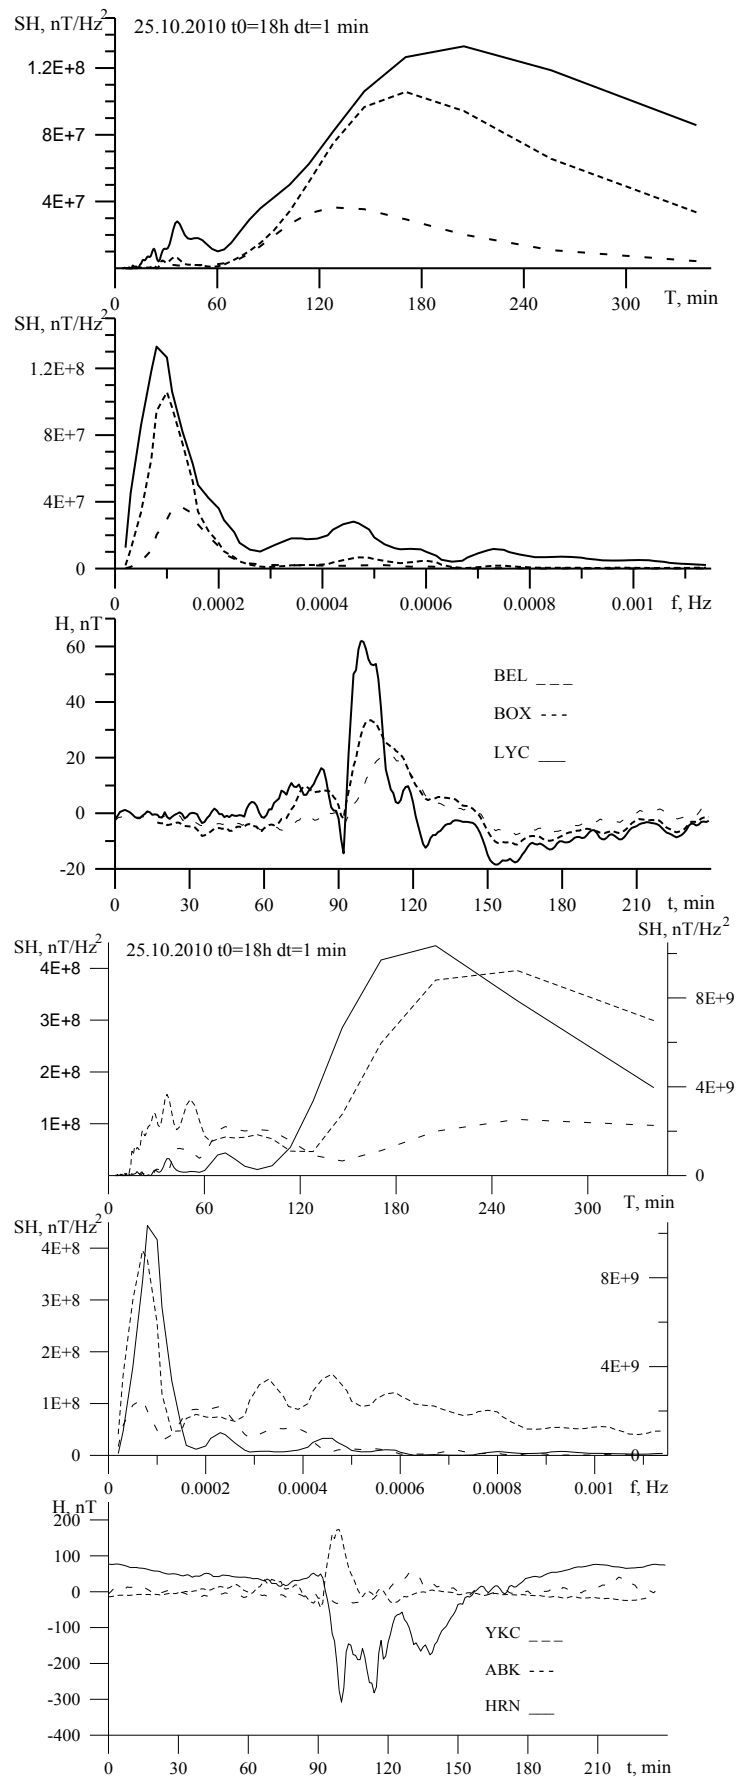 SH, nT/Hz2
25.10.2010 t0=18h dt=1 min
1.2E+8
8E+7
4E+7
0 60 120 180 240 300 T, min
SH, nT/Hz2
1.2E+8
8E+7
4E+7
0
0 0.0002 0.0004 0.0006 0.0008 0.001 f, Hz
H, nT
60
40
20
0
-20
BEL
BOX
LYC
0 30 60 90 120 150 180 210 t, min
SH, nT/Hz2 25.10.2010 t0=18h dt=1 min SH, nT/Hz2
4E+8
8E+9
3E+8
2E+8
4E+9
1E+8
0
0 60 120 180 240 300 T, min
SH, nT/Hz2
4E+8
8E+9
3E+8
2E+8
4E+9
1E+8
0 0
0 0.0002 0.0004 0.0006 0.0008 0.001 f, Hz
H, nT
200
100
0
-100
-200
-300
-400
YKC
ABK
HRN
0 30 60 90 120 150 180 210 t, min